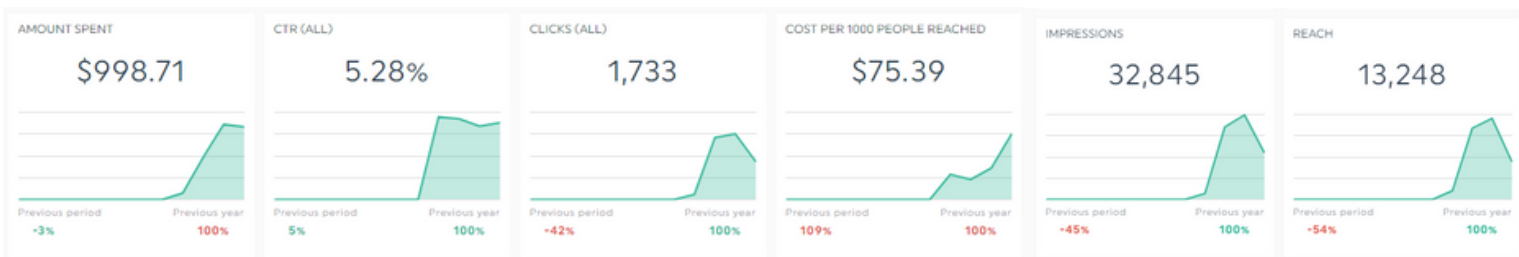 AMOUNT SPENT
$998.71
Previous period Previous year
-3% 100%
CTR (ALL)
5.28%
Previous period Previous year
5% 100%
CLICKS (ALL)
1,733
Previous period Previous year
-42% 100%
COST PER 1000 PEOPLE REACHED
$75.39
Previous period Previous year
109% 100%
IMPRESSIONS
32,845
Previous period Previous year
-45% 100%
REACH
13,248
Previous period Previous year
-54% 100%